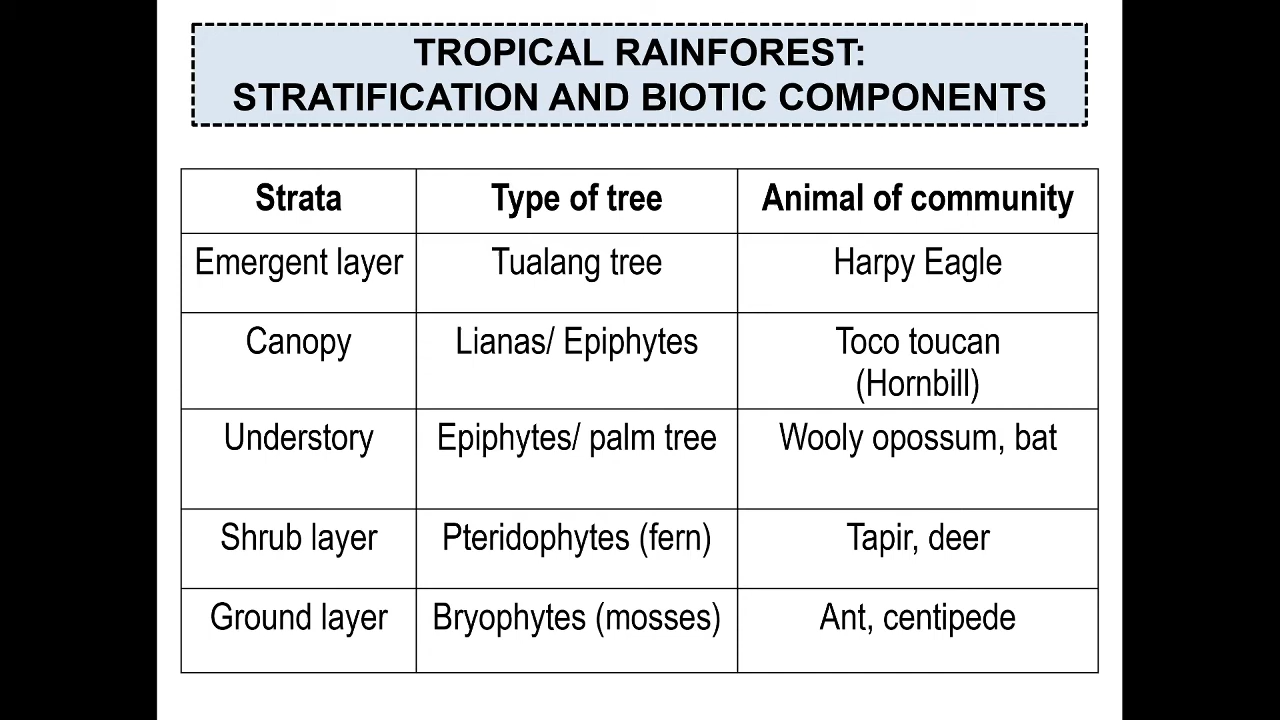 TROPICAL RAINFOREST:
STRATIFICATION AND BIOTIC COMPONENTS
Strata Type of tree Animal of community
Emergent layer Tualang tree Harpy Eagle
Canopy Lianas/ Epiphytes Toco toucan
(Hornbill)
Understory Epiphytes/ palm tree Wooly opossum, bat
Shrub layer Pteridophytes (fern) Tapir, deer
Ground layer Bryophytes (mosses) Ant, centipede